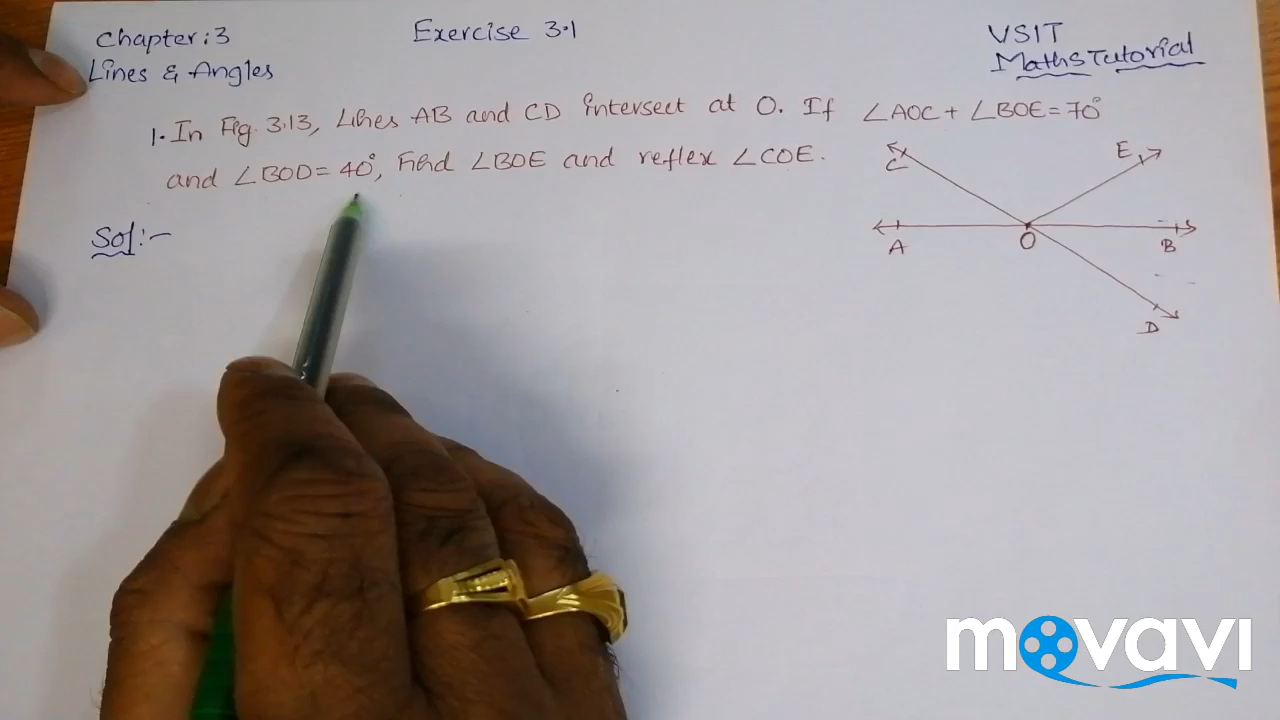 Chapter:3
Lines & Angles
Exercise 3.1
VSIT
Maths Tutorial
1. In Fig. 3.13, Lines AB and CD intersect at O. If ∠AOC + ∠BOE = 70°
and ∠BOD = 40°, Find ∠BOE and reflex ∠COE.
Sol:-
C
E
A
O
B
D
movavi